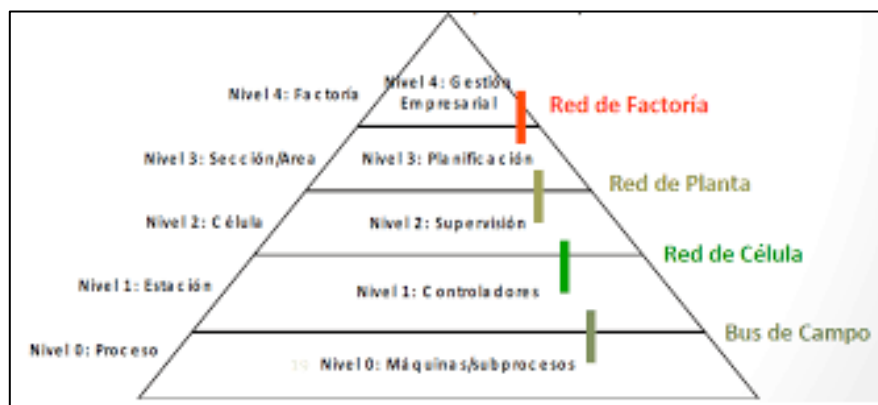 Nivel 4: Factoría
Nivel 4: Gestión
Empresarial
Red de Factoría
Nivel 3: Sección/Area
Nivel 3: Planificación
Red de Planta
Nivel 2: Célula
Nivel 2: Supervisión
Red de Célula
Nivel 1: Estación
Nivel 1: Controladores
Bus de Campo
Nivel 0: Proceso
19
Nivel 0: Máquinas/subprocesos